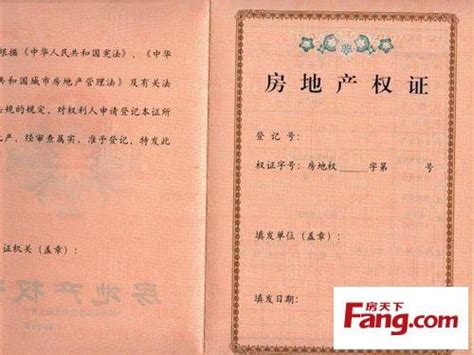 根据《中华人民共和国宪法》、《中华
共和国城市房地产管理法》及有关法
规的规定，对权利人申请登记本证所
产，经审查属实，准予登记，特发此
证机关（盖章）：
房地产权证
登记号：
权证字号：房地权____字第 号
填发单位（盖章）：
填发日期：
房天下
Fang.com